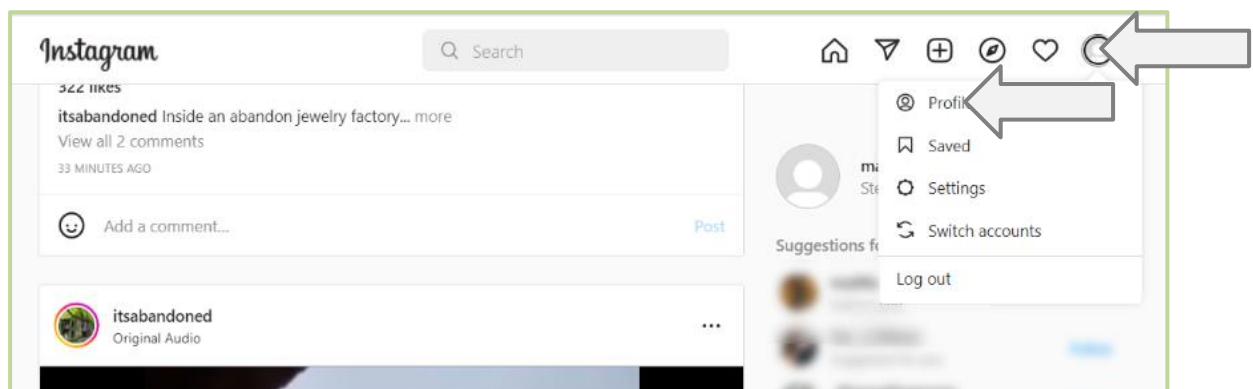 Instagram
Search
322 likes
itsabandoned Inside an abandon jewelry factory... more
View all 2 comments
33 MINUTES AGO
Add a comment...
Post
itsabandoned
Original Audio
Saved
Settings
Switch accounts
Log out
Suggestions